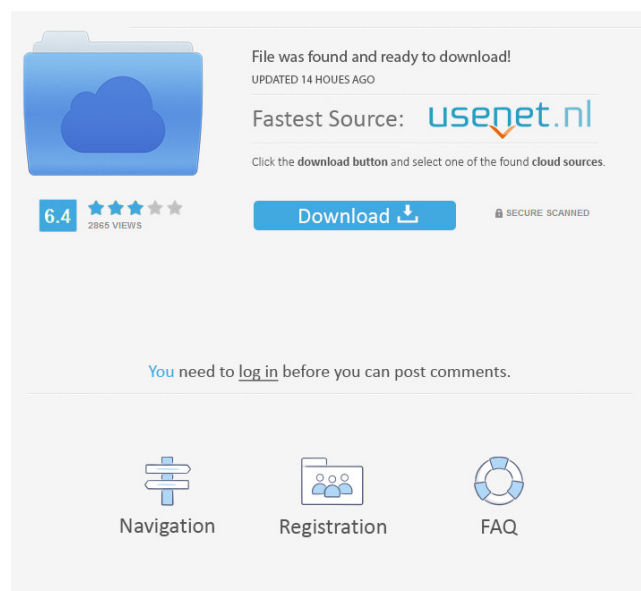 File was found and ready to download!
UPDATED 14 HOUES AGO
Fastest Source: usenet.nl
Click the download button and select one of the found cloud sources.
6.4
2865 VIEWS
Download
SECURE SCANNED
You need to log in before you can post comments.
Navigation
Registration
FAQ